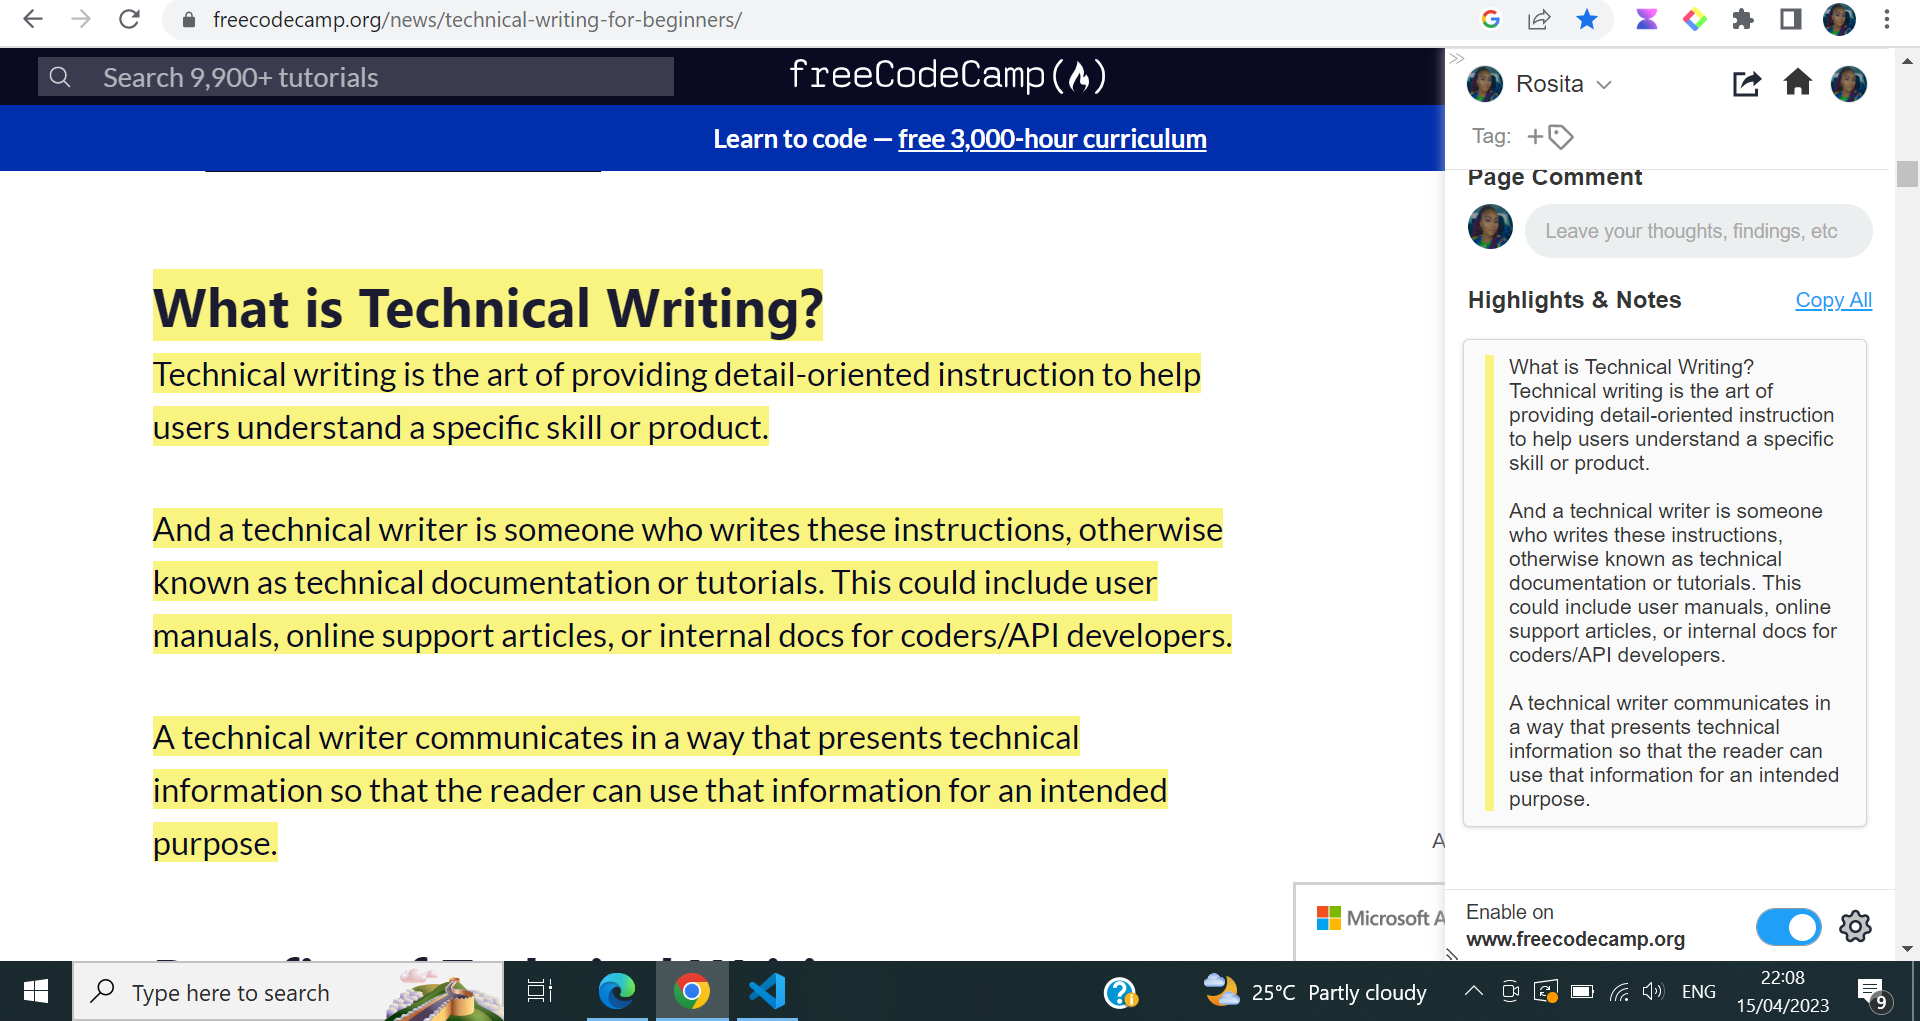 freecodecamp.org/news/technical-writing-for-beginners/
Search 9,900+ tutorials
freeCodeCamp
Learn to code — free 3,000-hour curriculum
What is Technical Writing?
Technical writing is the art of providing detail-oriented instruction to help
users understand a specific skill or product.
And a technical writer is someone who writes these instructions, otherwise
known as technical documentation or tutorials. This could include user
manuals, online support articles, or internal docs for coders/API developers.
A technical writer communicates in a way that presents technical
information so that the reader can use that information for an intended
purpose.
A
Microsoft A
Rosita
Tag:
Page Comment
Leave your thoughts, findings, etc
Highlights & Notes
Copy All
What is Technical Writing?
Technical writing is the art of
providing detail-oriented instruction
to help users understand a specific
skill or product.
And a technical writer is someone
who writes these instructions,
otherwise known as technical
documentation or tutorials. This
could include user manuals, online
support articles, or internal docs for
coders/API developers.
A technical writer communicates in
a way that presents technical
information so that the reader can
use that information for an intended
purpose.
Enable on
www.freecodecamp.org
Type here to search
25°C Partly cloudy
ENG
22:08
15/04/2023
9